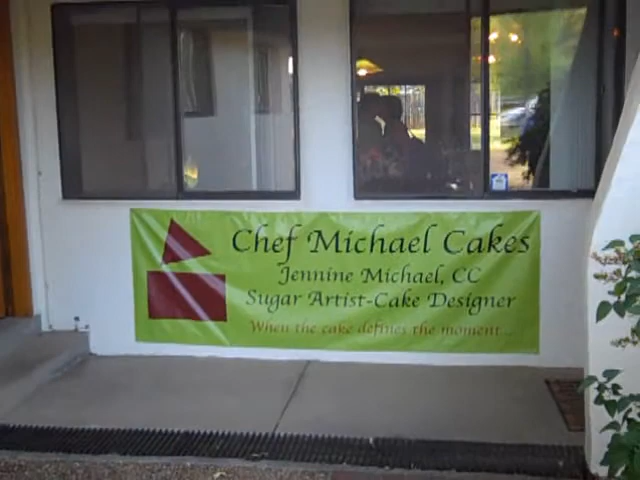 Chef Michael Cakes
Jennine Michael, CC
Sugar Artist-Cake Designer
When the cake defines the moment...